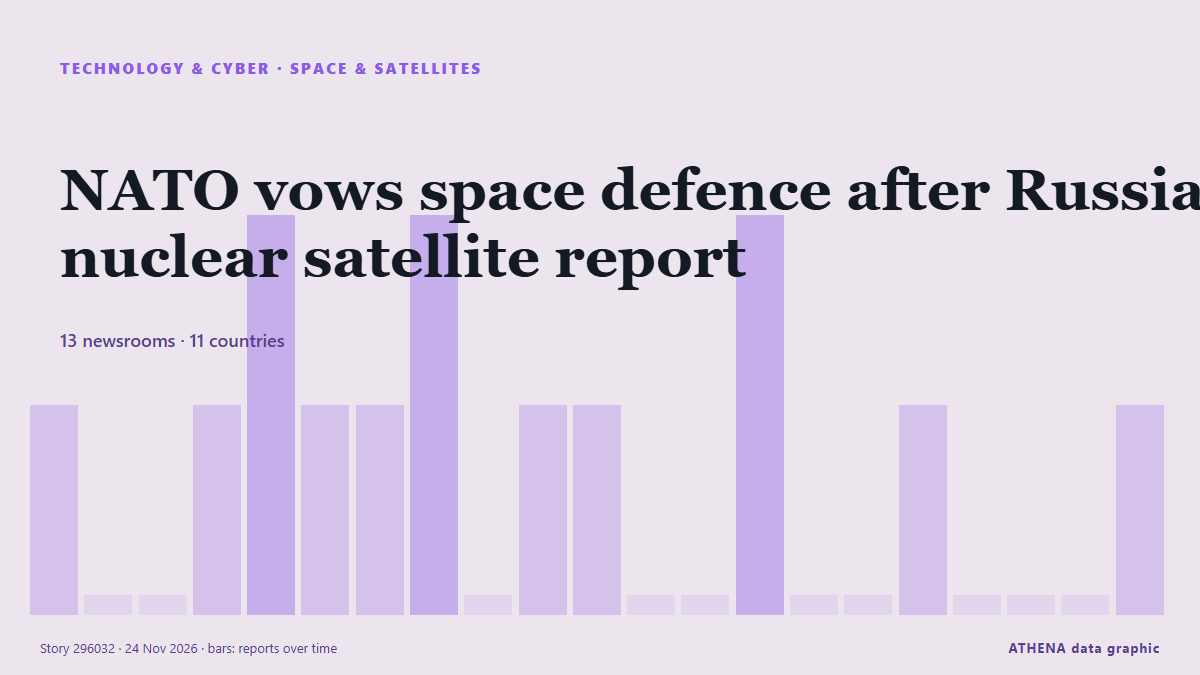 TECHNOLOGY & CYBER · SPACE & SATELLITES
NATO vows space defence after Russia
nuclear satellite report
13 newsrooms · 11 countries
Story 296032 · 24 Nov 2026 · bars: reports over time
ATHENA data graphic